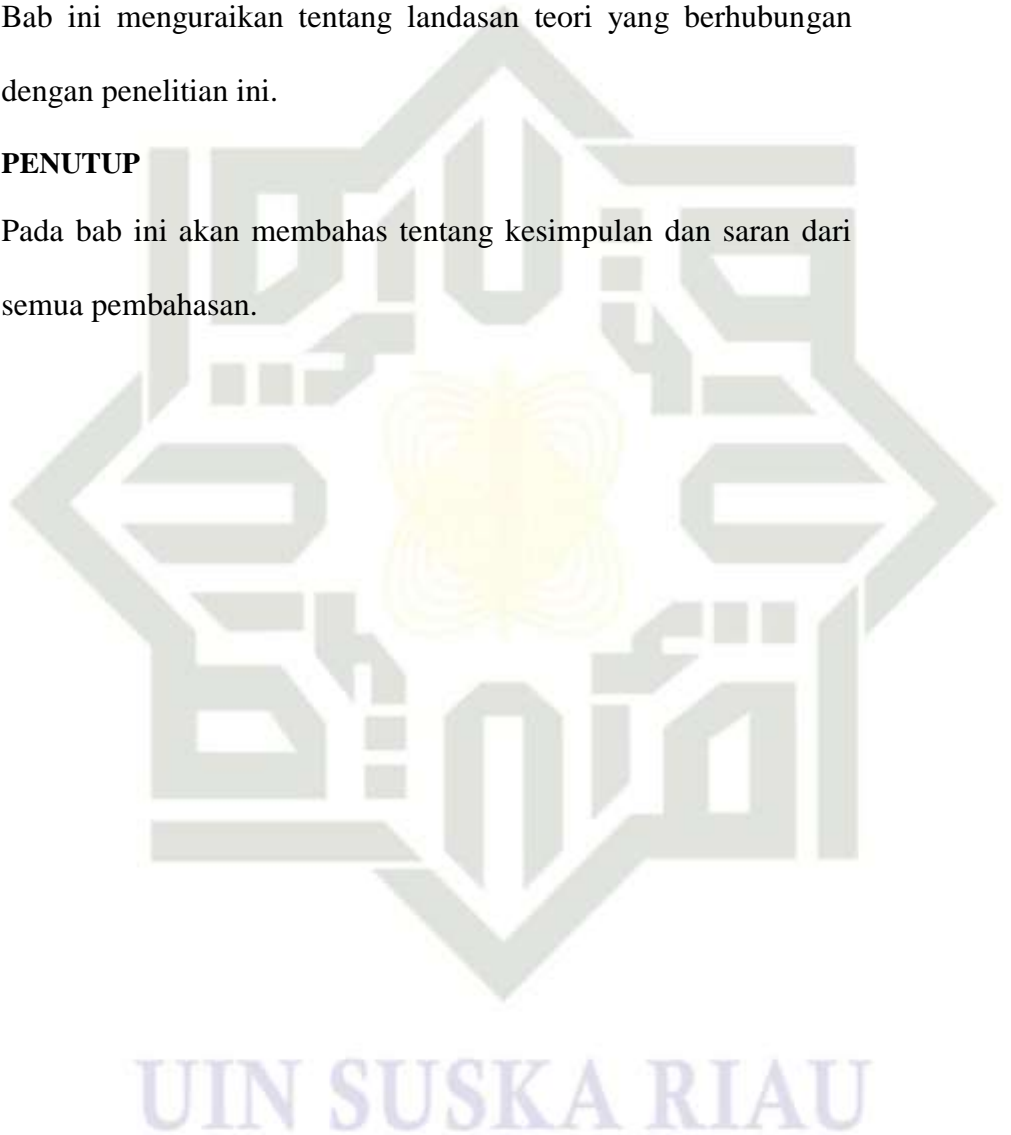 Bab ini menguraikan tentang landasan teori yang berhubungan
dengan penelitian ini.
PENUTUP
Pada bab ini akan membahas tentang kesimpulan dan saran dari
semua pembahasan.
UIN SUSKA RIAU